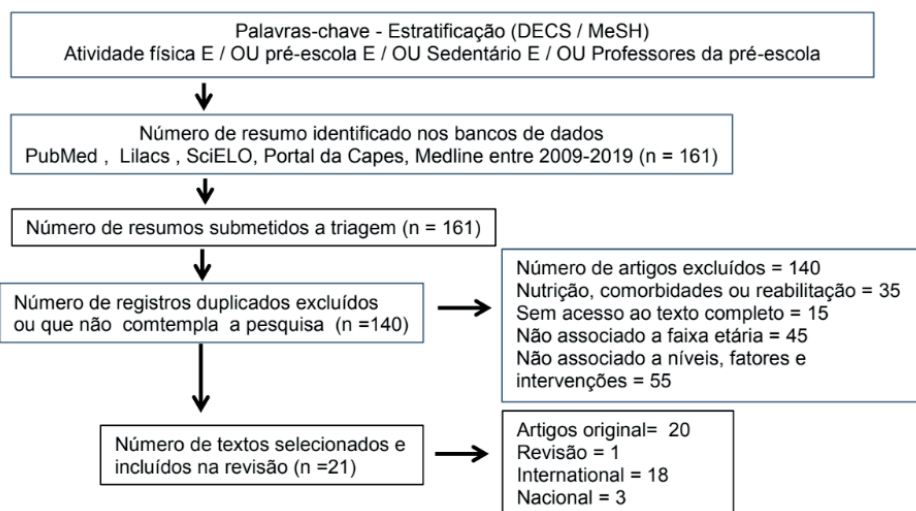 Palavras-chave - Estratificação (DECS / MeSH)
Atividade física E / OU pré-escola E / OU Sedentário E / OU Professores da pré-escola
Número de resumo identificado nos bancos de dados
PubMed , Lilacs , SciELO, Portal da Capes, Medline entre 2009-2019 (n = 161)
Número de resumos submetidos a triagem (n = 161)
Número de registros duplicados excluídos
ou que não comtempla a pesquisa (n =140)
Número de artigos excluídos = 140
Nutrição, comorbidades ou reabilitação = 35
Sem acesso ao texto completo = 15
Não associado a faixa etária = 45
Não associado a níveis, fatores e
intervenções = 55
Número de textos selecionados e
incluídos na revisão (n =21)
Artigos original= 20
Revisão = 1
International = 18
Nacional = 3